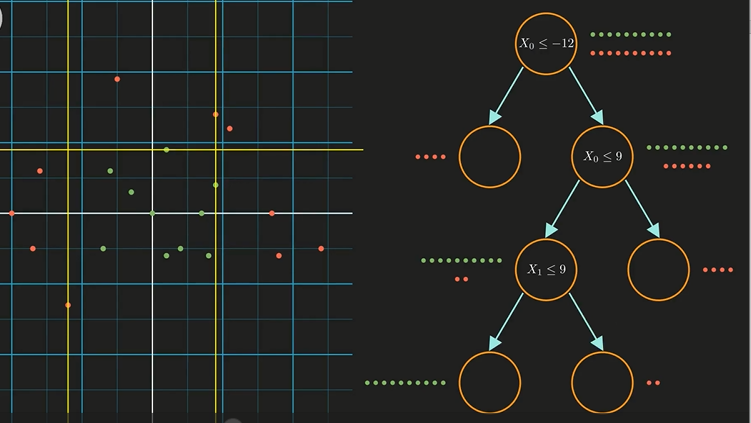 X₀ ≤ −12
X₀ ≤ 9
X₁ ≤ 9